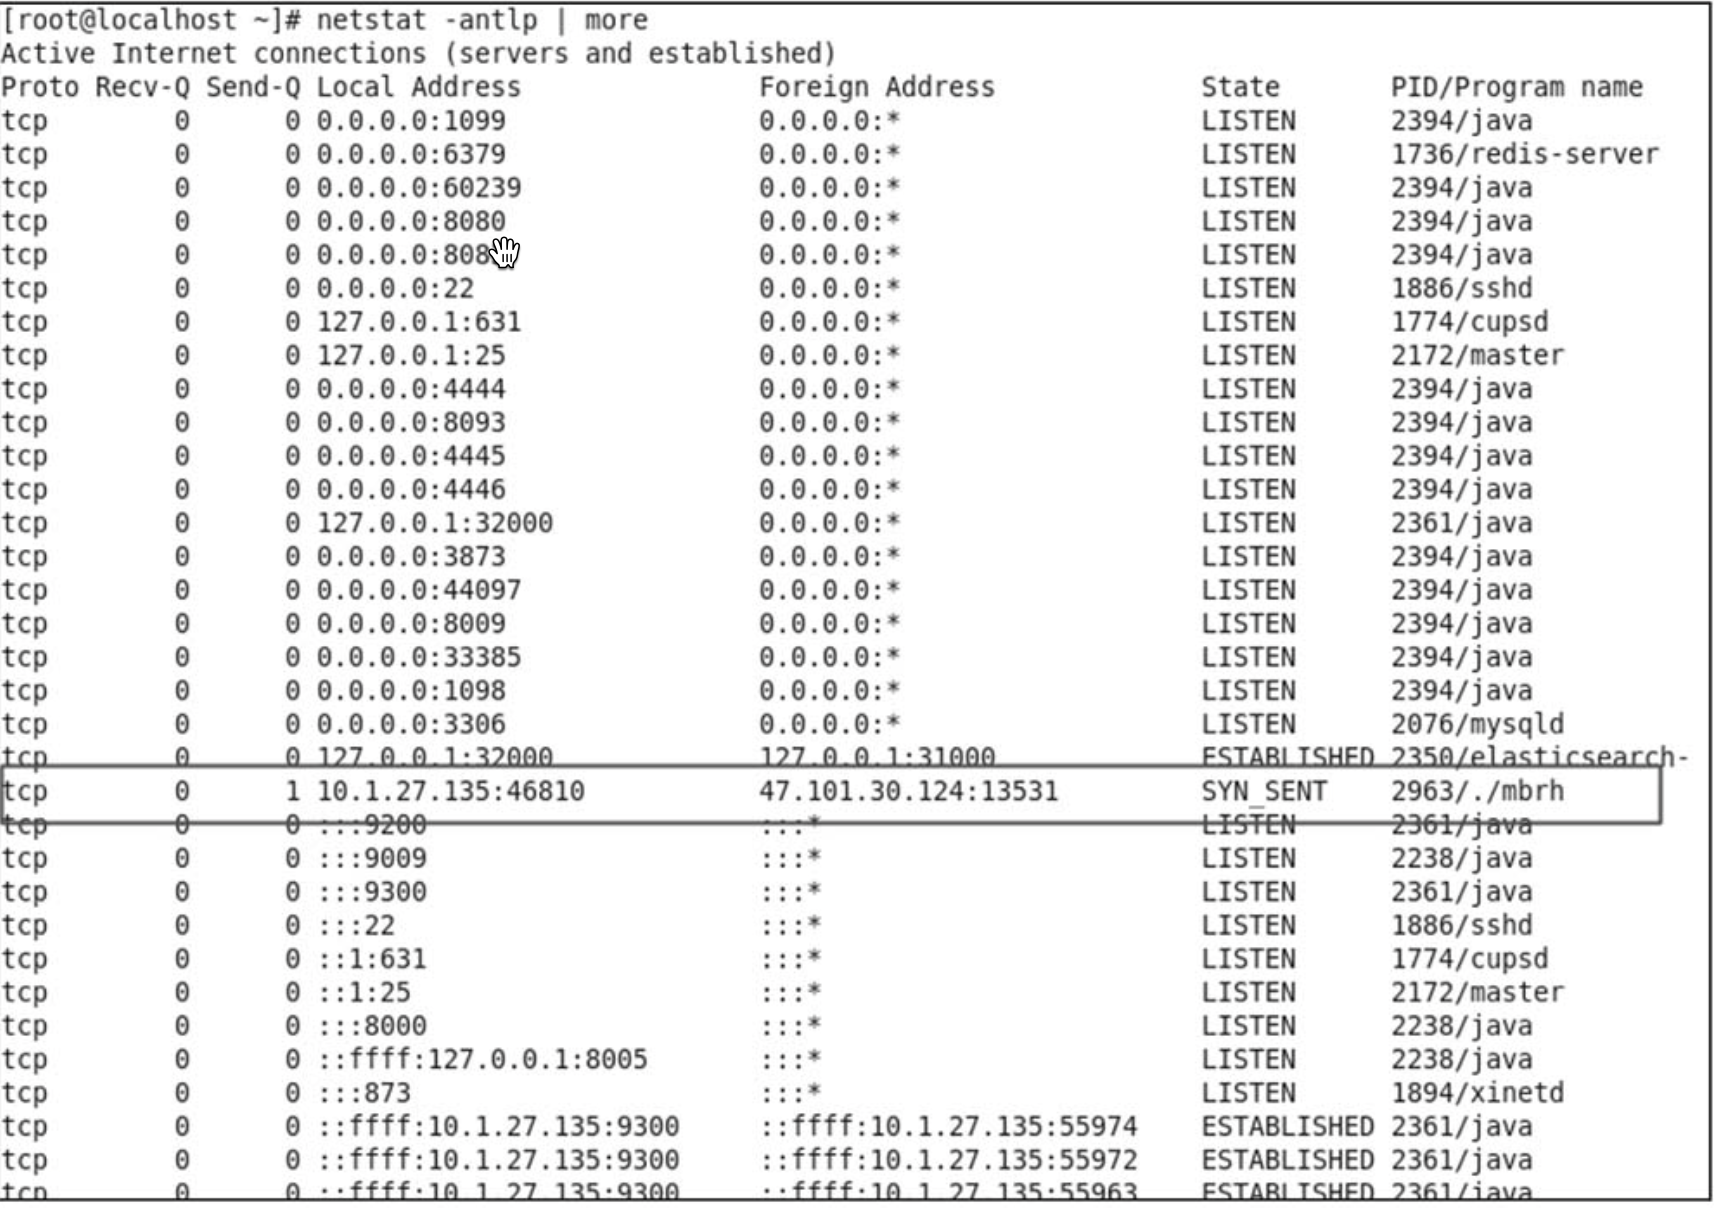 [root@localhost ~]# netstat -antlp | more
Active Internet connections (servers and established)
Proto Recv-Q Send-Q Local Address Foreign Address State PID/Program name
tcp 0 0 0.0.0.0:1099 0.0.0.0:* LISTEN 2394/java
tcp 0 0 0.0.0.0:6379 0.0.0.0:* LISTEN 1736/redis-server
tcp 0 0 0.0.0.0:60239 0.0.0.0:* LISTEN 2394/java
tcp 0 0 0.0.0.0:8080 0.0.0.0:* LISTEN 2394/java
tcp 0 0 0.0.0.0:* LISTEN 2394/java
tcp 0 0 0.0.0.0:22 0.0.0.0:* LISTEN 1886/sshd
tcp 0 0 127.0.0.1:631 0.0.0.0:* LISTEN 1774/cupsd
tcp 0 0 127.0.0.1:25 0.0.0.0:* LISTEN 2172/master
tcp 0 0 0.0.0.0:4444 0.0.0.0:* LISTEN 2394/java
tcp 0 0 0.0.0.0:8093 0.0.0.0:* LISTEN 2394/java
tcp 0 0 0.0.0.0:4445 0.0.0.0:* LISTEN 2394/java
tcp 0 0 0.0.0.0:4446 0.0.0.0:* LISTEN 2394/java
tcp 0 0 127.0.0.1:32000 0.0.0.0:* LISTEN 2361/java
tcp 0 0 0.0.0.0:3873 0.0.0.0:* LISTEN 2394/java
tcp 0 0 0.0.0.0:44097 0.0.0.0:* LISTEN 2394/java
tcp 0 0 0.0.0.0:8009 0.0.0.0:* LISTEN 2394/java
tcp 0 0 0.0.0.0:33385 0.0.0.0:* LISTEN 2394/java
tcp 0 0 0.0.0.0:1098 0.0.0.0:* LISTEN 2394/java
tcp 0 0 0.0.0.0:3306 0.0.0.0:* LISTEN 2076/mysqld
tcp 0 0 127.0.0.1:32000 127.0.0.1:31000 ESTABLISHED 2350/elasticsearch-
tcp 0 1 10.1.27.135:46810 47.101.30.124:13531 SYN_SENT 2963/./mbrh
tcp 0 0 :::9200 :::* LISTEN 2361/java
tcp 0 0 :::9009 :::* LISTEN 2238/java
tcp 0 0 :::9300 :::* LISTEN 2361/java
tcp 0 0 :::22 :::* LISTEN 1886/sshd
tcp 0 0 ::1:631 :::* LISTEN 1774/cupsd
tcp 0 0 ::1:25 :::* LISTEN 2172/master
tcp 0 0 :::8000 :::* LISTEN 2238/java
tcp 0 0 ::ffff:127.0.0.1:8005 :::* LISTEN 2238/java
tcp 0 0 :::873 :::* LISTEN 1894/xinetd
tcp 0 0 ::ffff:10.1.27.135:9300 ::ffff:10.1.27.135:55974 ESTABLISHED 2361/java
tcp 0 0 ::ffff:10.1.27.135:9300 ::ffff:10.1.27.135:55972 ESTABLISHED 2361/java
tcp 0 0 ::ffff:10.1.27.135:9300 ::ffff:10.1.27.135:55963 ESTABLISHED 2361/java